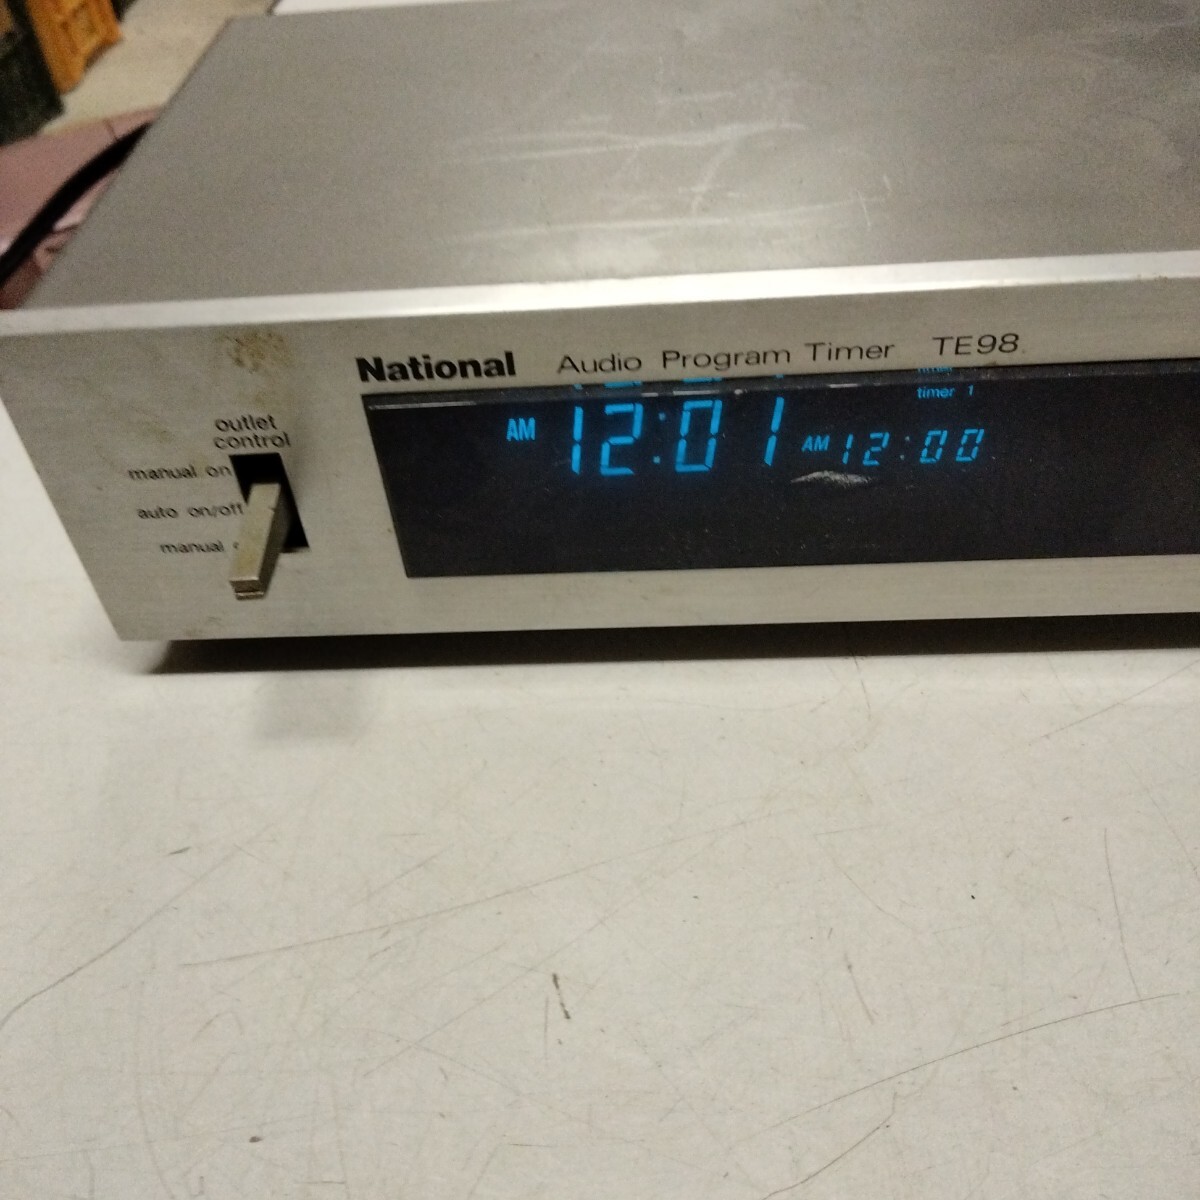 National Audio Program Timer TE98
outlet
control
manual on
auto on/off
manual
timer 1
AM 12:01 AM 12:00